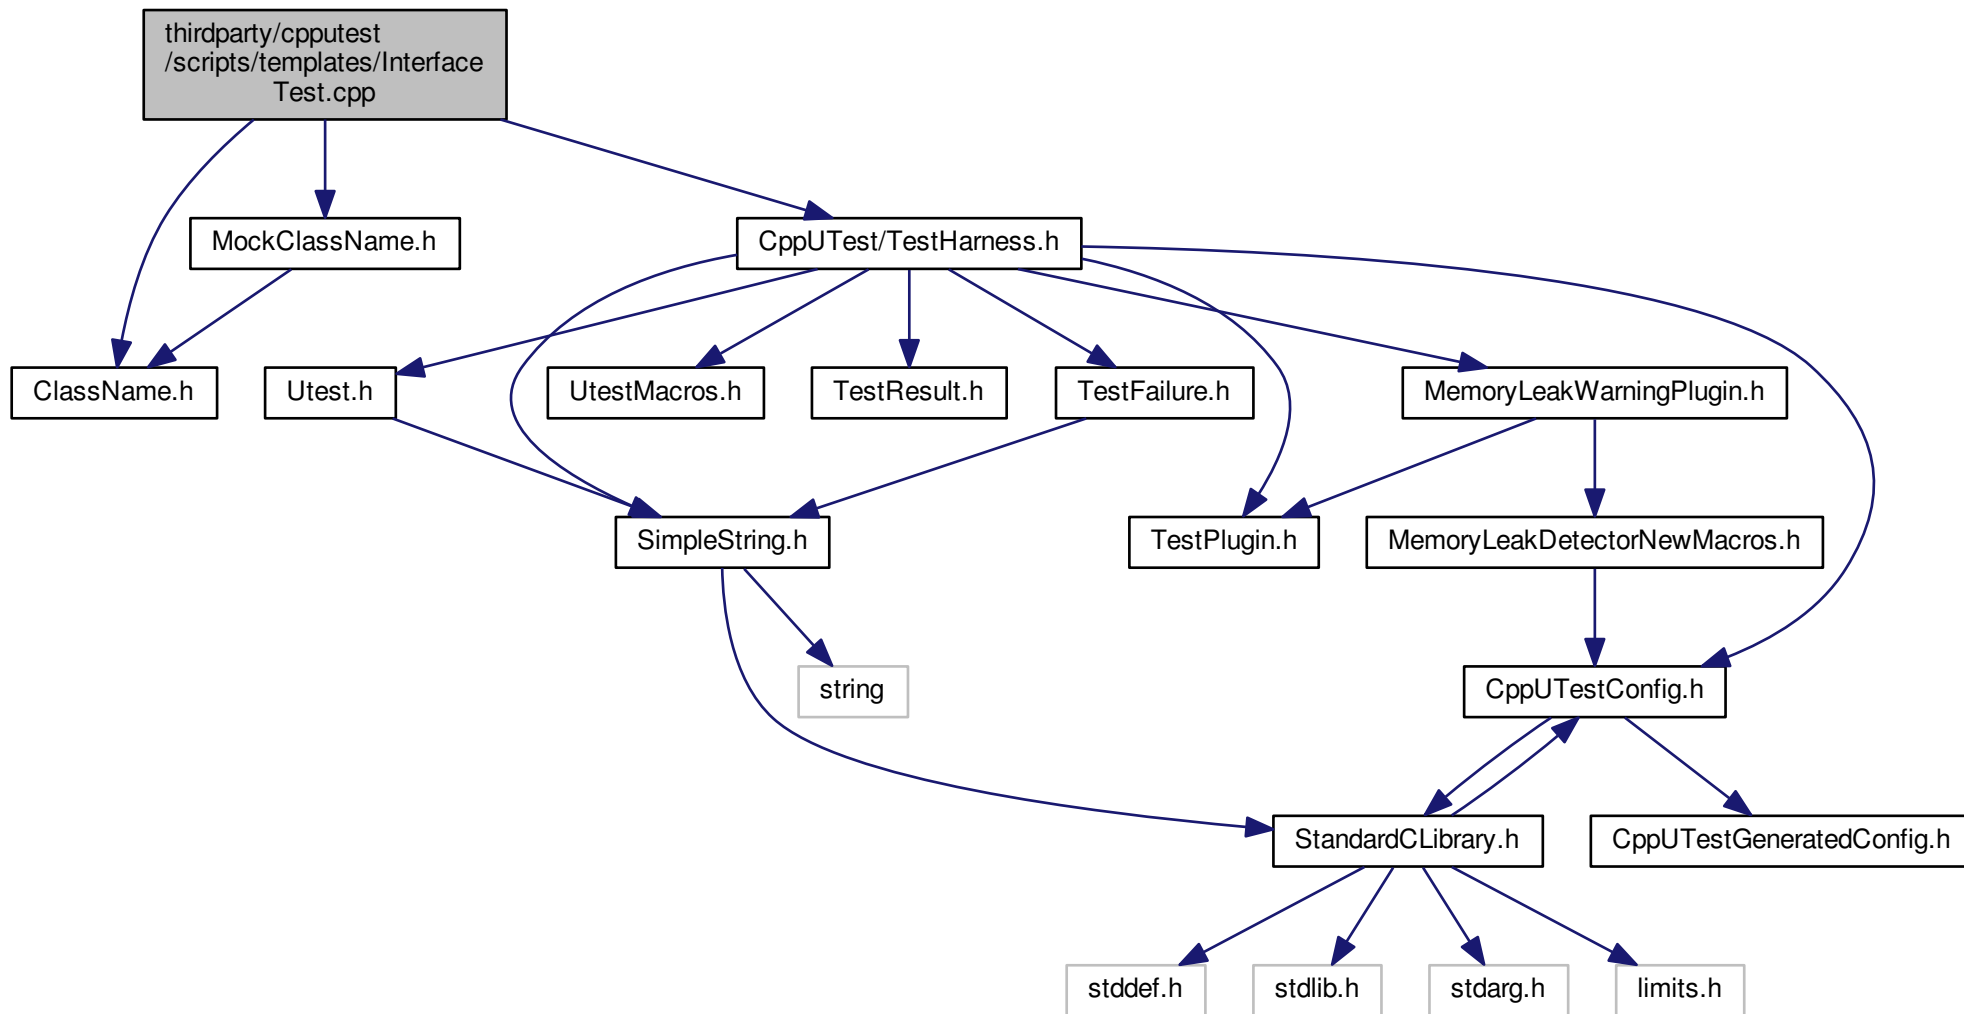 thirdparty/cpputest
/scripts/templates/Interface
Test.cpp
MockClassName.h
CppUTest/TestHarness.h
ClassName.h
Utest.h
UtestMacros.h
TestResult.h
TestFailure.h
MemoryLeakWarningPlugin.h
SimpleString.h
TestPlugin.h
MemoryLeakDetectorNewMacros.h
string
CppUTestConfig.h
StandardCLibrary.h
CppUTestGeneratedConfig.h
stddef.h
stdlib.h
stdarg.h
limits.h